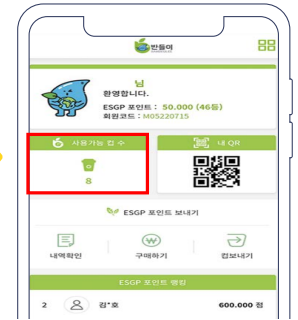 반들이
님
환영합니다.
ESGP 포인트 : 50.000 (46등)
회원코드 : M05220715
사용가능 컵 수
내 QR
8
ESGP 포인트 보내기
내역확인
구매하기
컵보내기
ESGP 포인트 랭킹
2 김*호 600.000 점